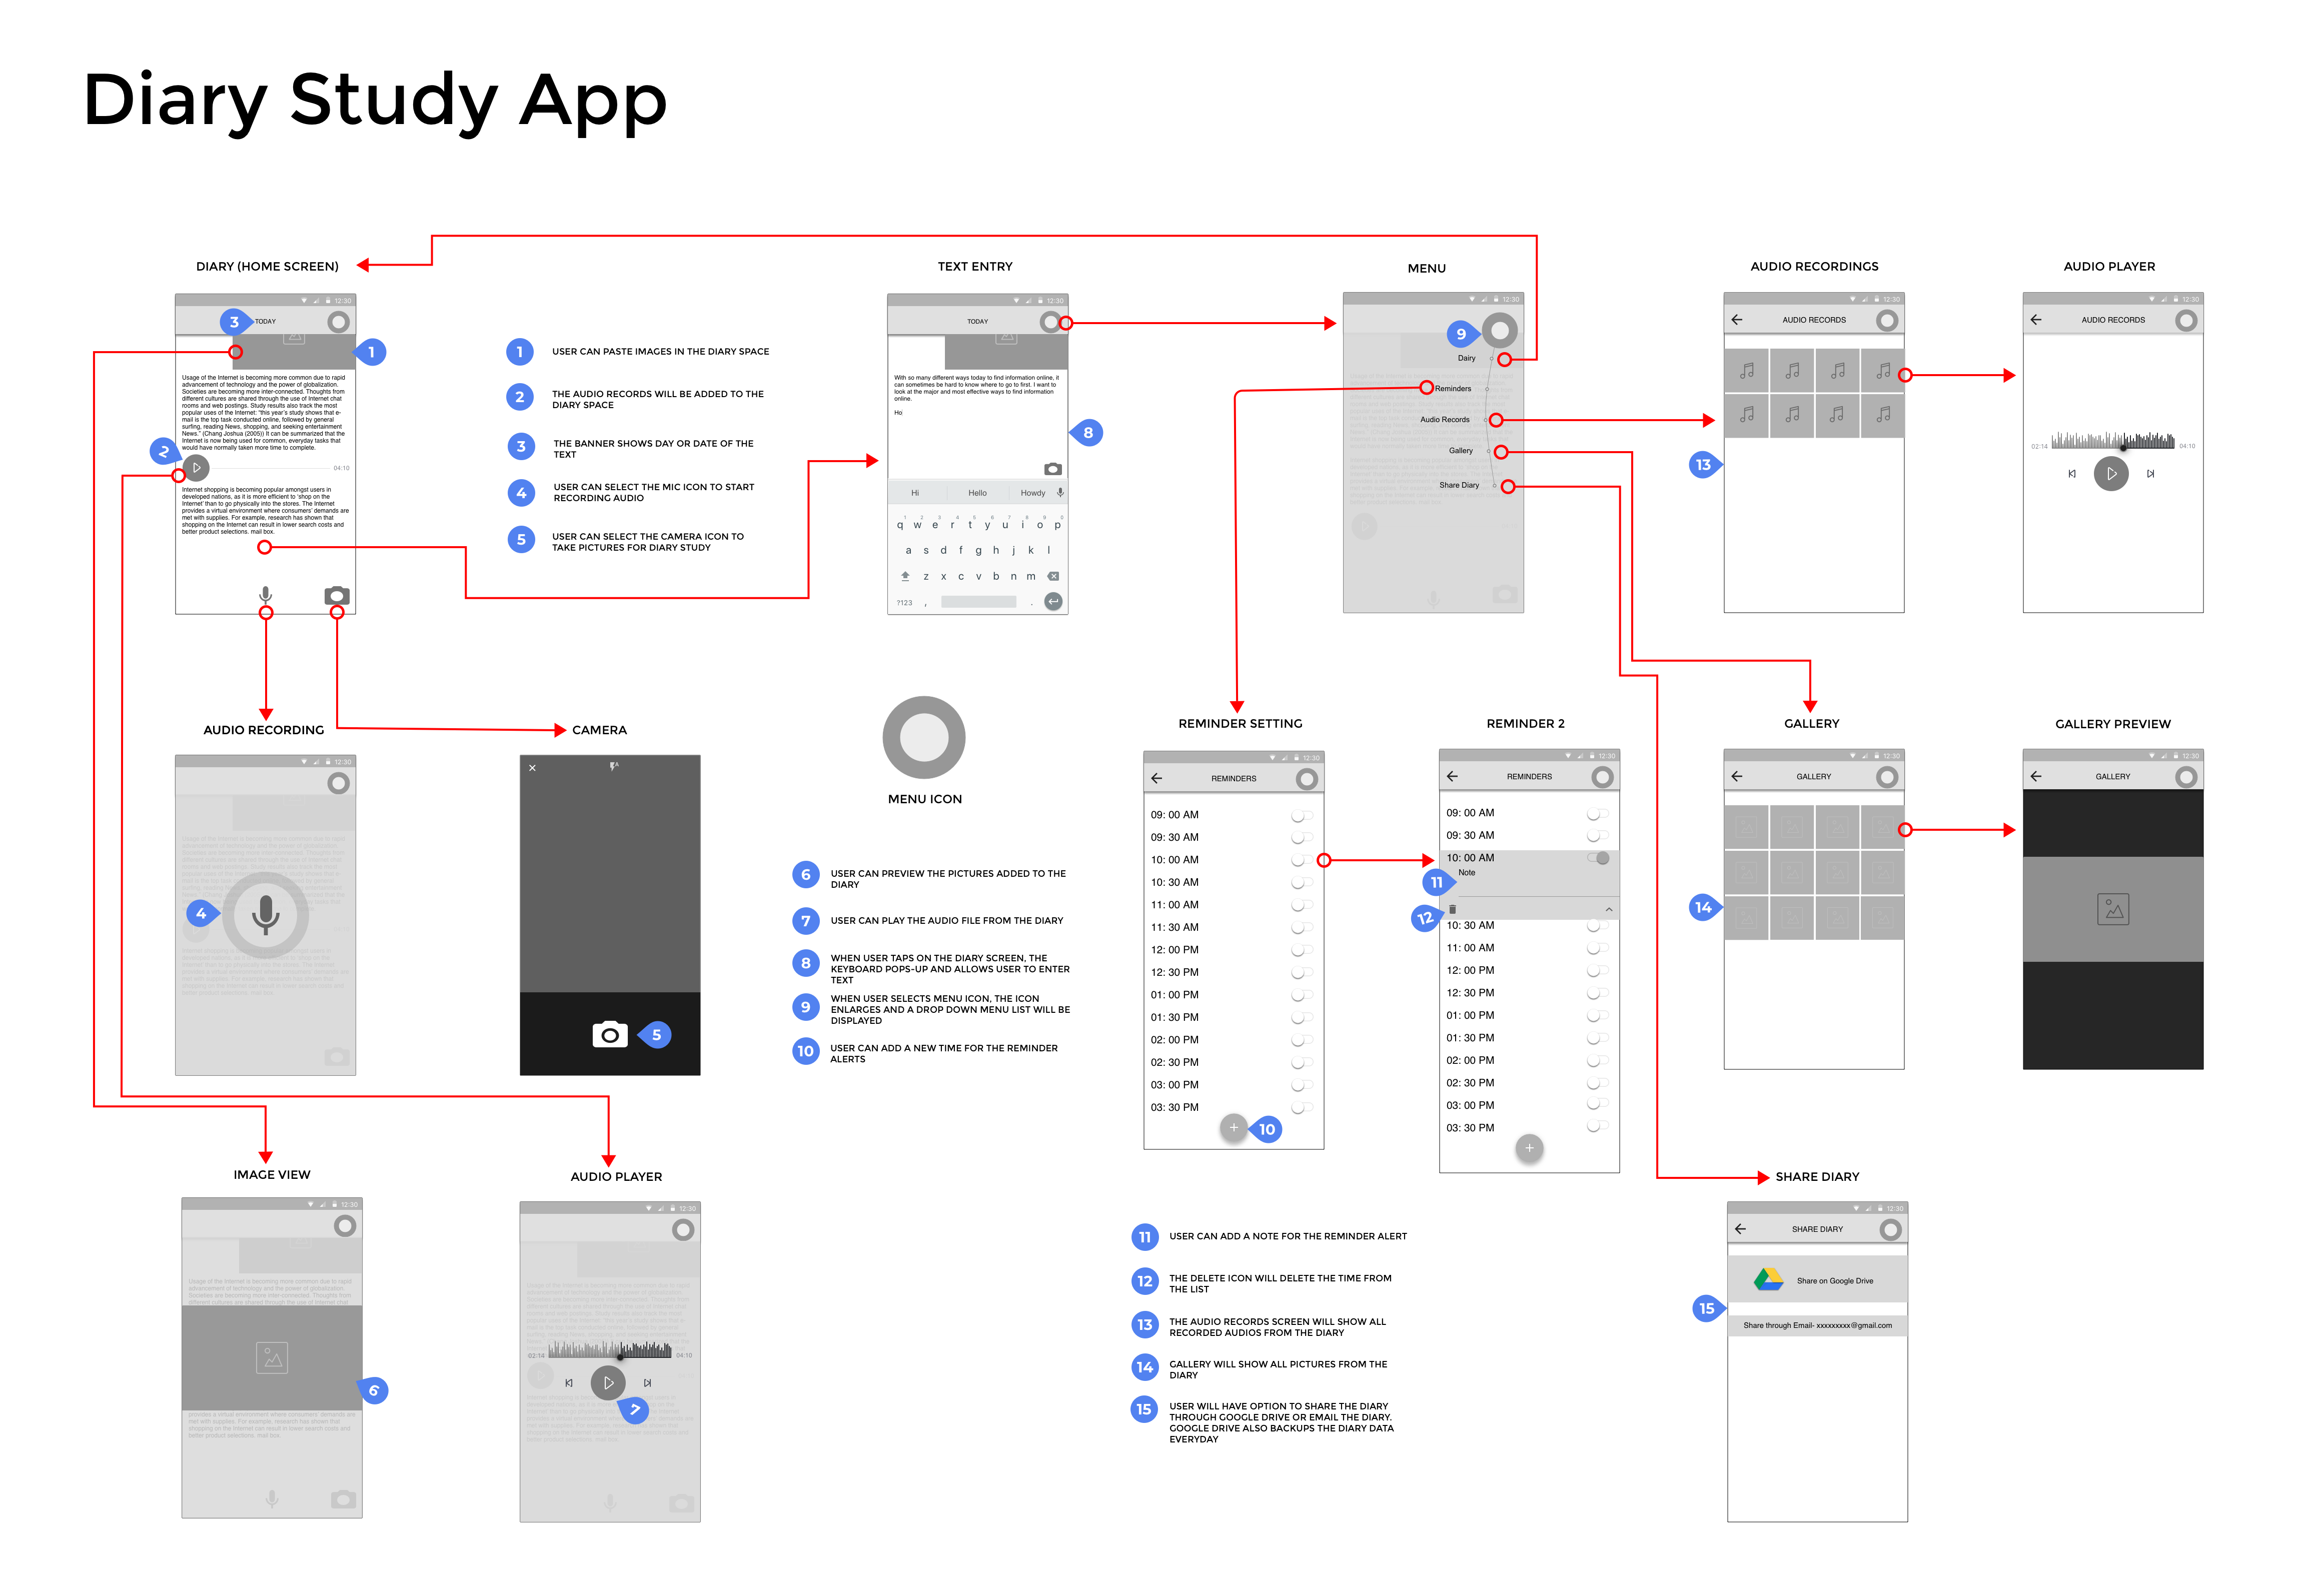 Diary Study App
DIARY (HOME SCREEN)
12:30
3
TODAY
1
Usage of the Internet is becoming more common due to rapid
advancement of technology and the power of globalization.
Societies are becoming more inter-connected. Thoughts from
different cultures are shared through the use of Internet chat
rooms and web postings. Study results also track the most
popular uses of the Internet: "this year's study shows that e-
mail is the top task conducted online, followed by general
surfing, reading News, shopping, and seeking entertainment
News." (Chang Joshua (2005)) It can be summarized that the
Internet is now being used for common, everyday tasks that
would have normally taken more time to complete.
2
04:10
Internet shopping is becoming popular amongst users in
developed nations, as it is more efficient to 'shop on the
Internet' than to go physically into the stores. The Internet
provides a virtual environment where consumers' demands are
met with supplies. For example, research has shown that
shopping on the Internet can result in lower search costs and
better product selections. mail box.
1 USER CAN PASTE IMAGES IN THE DIARY SPACE
2 THE AUDIO RECORDS WILL BE ADDED TO THE
DIARY SPACE
3 THE BANNER SHOWS DAY OR DATE OF THE
TEXT
4 USER CAN SELECT THE MIC ICON TO START
RECORDING AUDIO
5 USER CAN SELECT THE CAMERA ICON TO
TAKE PICTURES FOR DIARY STUDY
TEXT ENTRY
12:30
TODAY
With so many different ways today to find information online, it
can sometimes be hard to know where to go to first. I want to
look at the major and most effective ways to find information
online.
Ho
8
Hi Hello Howdy
1 2 3 4 5 6 7 8 9 0
q w e r t y u i o p
a s d f g h j k l
z x c v b n m
?123 , .
MENU
12:30
9
Dairy
Reminders
Audio Records
Gallery
Share Diary
AUDIO RECORDINGS
12:30
AUDIO RECORDS
13
AUDIO PLAYER
12:30
AUDIO RECORDS
02:14 04:10
AUDIO RECORDING
12:30
4
CAMERA
A
5
MENU ICON
6 USER CAN PREVIEW THE PICTURES ADDED TO THE
DIARY
7 USER CAN PLAY THE AUDIO FILE FROM THE DIARY
8 WHEN USER TAPS ON THE DIARY SCREEN, THE
KEYBOARD POPS-UP AND ALLOWS USER TO ENTER
TEXT
9 WHEN USER SELECTS MENU ICON, THE ICON
ENLARGES AND A DROP DOWN MENU LIST WILL BE
DISPLAYED
10 USER CAN ADD A NEW TIME FOR THE REMINDER
ALERTS
REMINDER SETTING
12:30
REMINDERS
09: 00 AM
09: 30 AM
10: 00 AM
10: 30 AM
11: 00 AM
11: 30 AM
12: 00 PM
12: 30 PM
01: 00 PM
01: 30 PM
02: 00 PM
02: 30 PM
03: 00 PM
03: 30 PM
+
10
REMINDER 2
12:30
REMINDERS
09: 00 AM
09: 30 AM
10: 00 AM
Note
11
12
10: 30 AM
11: 00 AM
12: 00 PM
12: 30 PM
01: 00 PM
01: 30 PM
02: 00 PM
02: 30 PM
03: 00 PM
03: 30 PM
+
GALLERY
12:30
GALLERY
14
GALLERY PREVIEW
12:30
GALLERY
IMAGE VIEW
12:30
Usage of the Internet is becoming more common due to rapid
advancement of technology and the power of globalization.
Societies are becoming more inter-connected. Thoughts from
different cultures are shared through the use of Internet chat
6
provides a virtual environment where consumers' demands are
met with supplies. For example, research has shown that
shopping on the Internet can result in lower search costs and
better product selections. mail box
AUDIO PLAYER
12:30
02:14 04:10
7
11 USER CAN ADD A NOTE FOR THE REMINDER ALERT
12 THE DELETE ICON WILL DELETE THE TIME FROM
THE LIST
13 THE AUDIO RECORDS SCREEN WILL SHOW ALL
RECORDED AUDIOS FROM THE DIARY
14 GALLERY WILL SHOW ALL PICTURES FROM THE
DIARY
15 USER WILL HAVE OPTION TO SHARE THE DIARY
THROUGH GOOGLE DRIVE OR EMAIL THE DIARY.
GOOGLE DRIVE ALSO BACKUPS THE DIARY DATA
EVERYDAY
SHARE DIARY
12:30
SHARE DIARY
Share on Google Drive
15
Share through Email- xxxxxxxxx@gmail.com